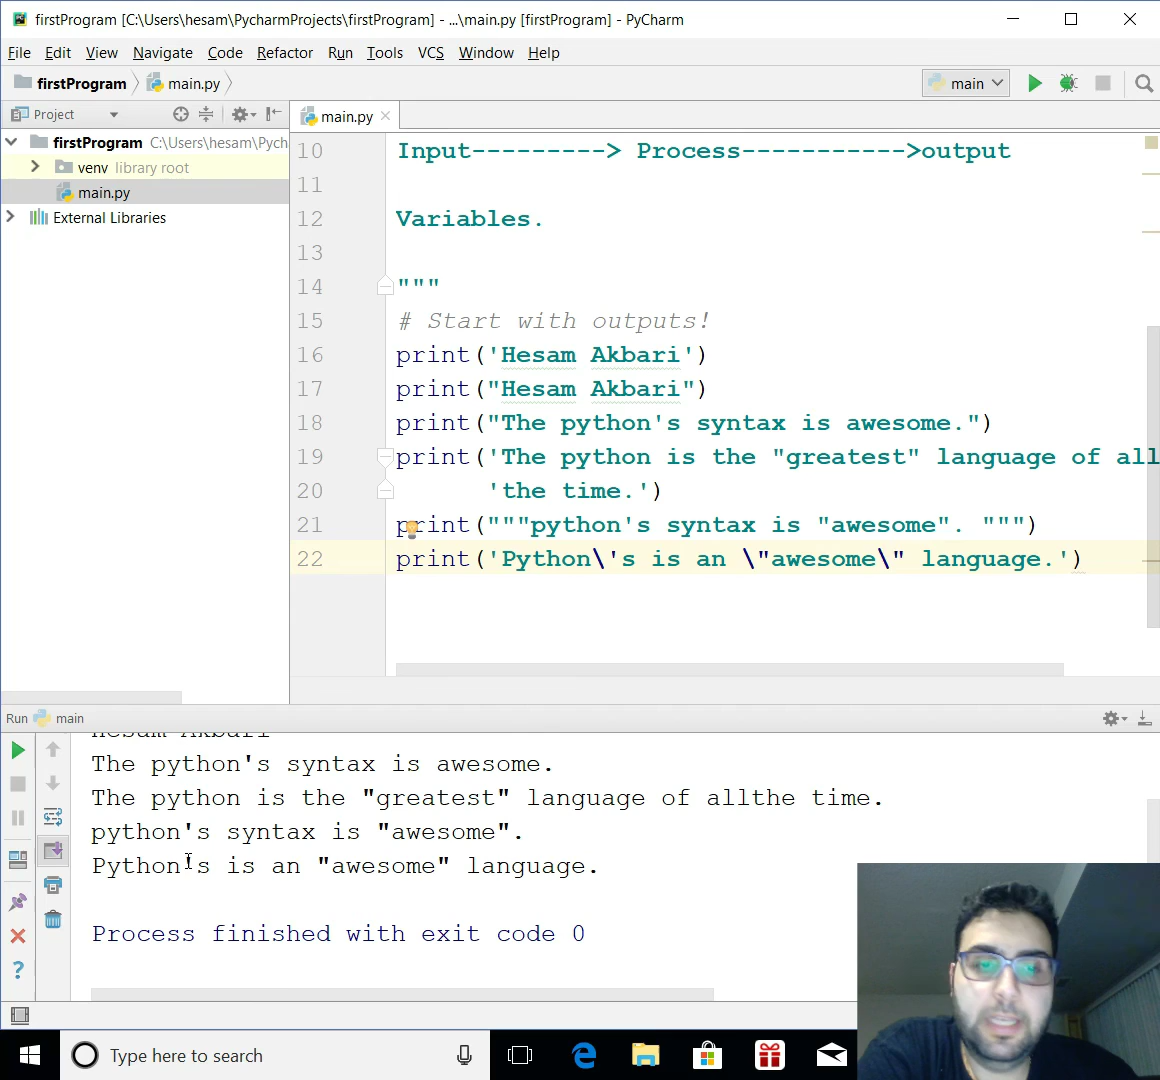 firstProgram [C:\Users\hesam\PycharmProjects\firstProgram] - ...\main.py [firstProgram] - PyCharm
File Edit View Navigate Code Refactor Run Tools VCS Window Help
firstProgram main.py
main
Project
main.py
firstProgram C:\Users\hesam\Pych
venv library root
main.py
External Libraries
10 Input---------> Process----------->output
11
12 Variables.
13
14 """
15 # Start with outputs!
16 print('Hesam Akbari')
17 print("Hesam Akbari")
18 print("The python's syntax is awesome.")
19 print('The python is the "greatest" language of all
20 'the time.')
21 print("""python's syntax is "awesome". """)
22 print('Python\'s is an \"awesome\" language.')
Run main
Hesam Akbari
The python's syntax is awesome.
The python is the "greatest" language of allthe time.
python's syntax is "awesome".
Python's is an "awesome" language.
Process finished with exit code 0
Type here to search